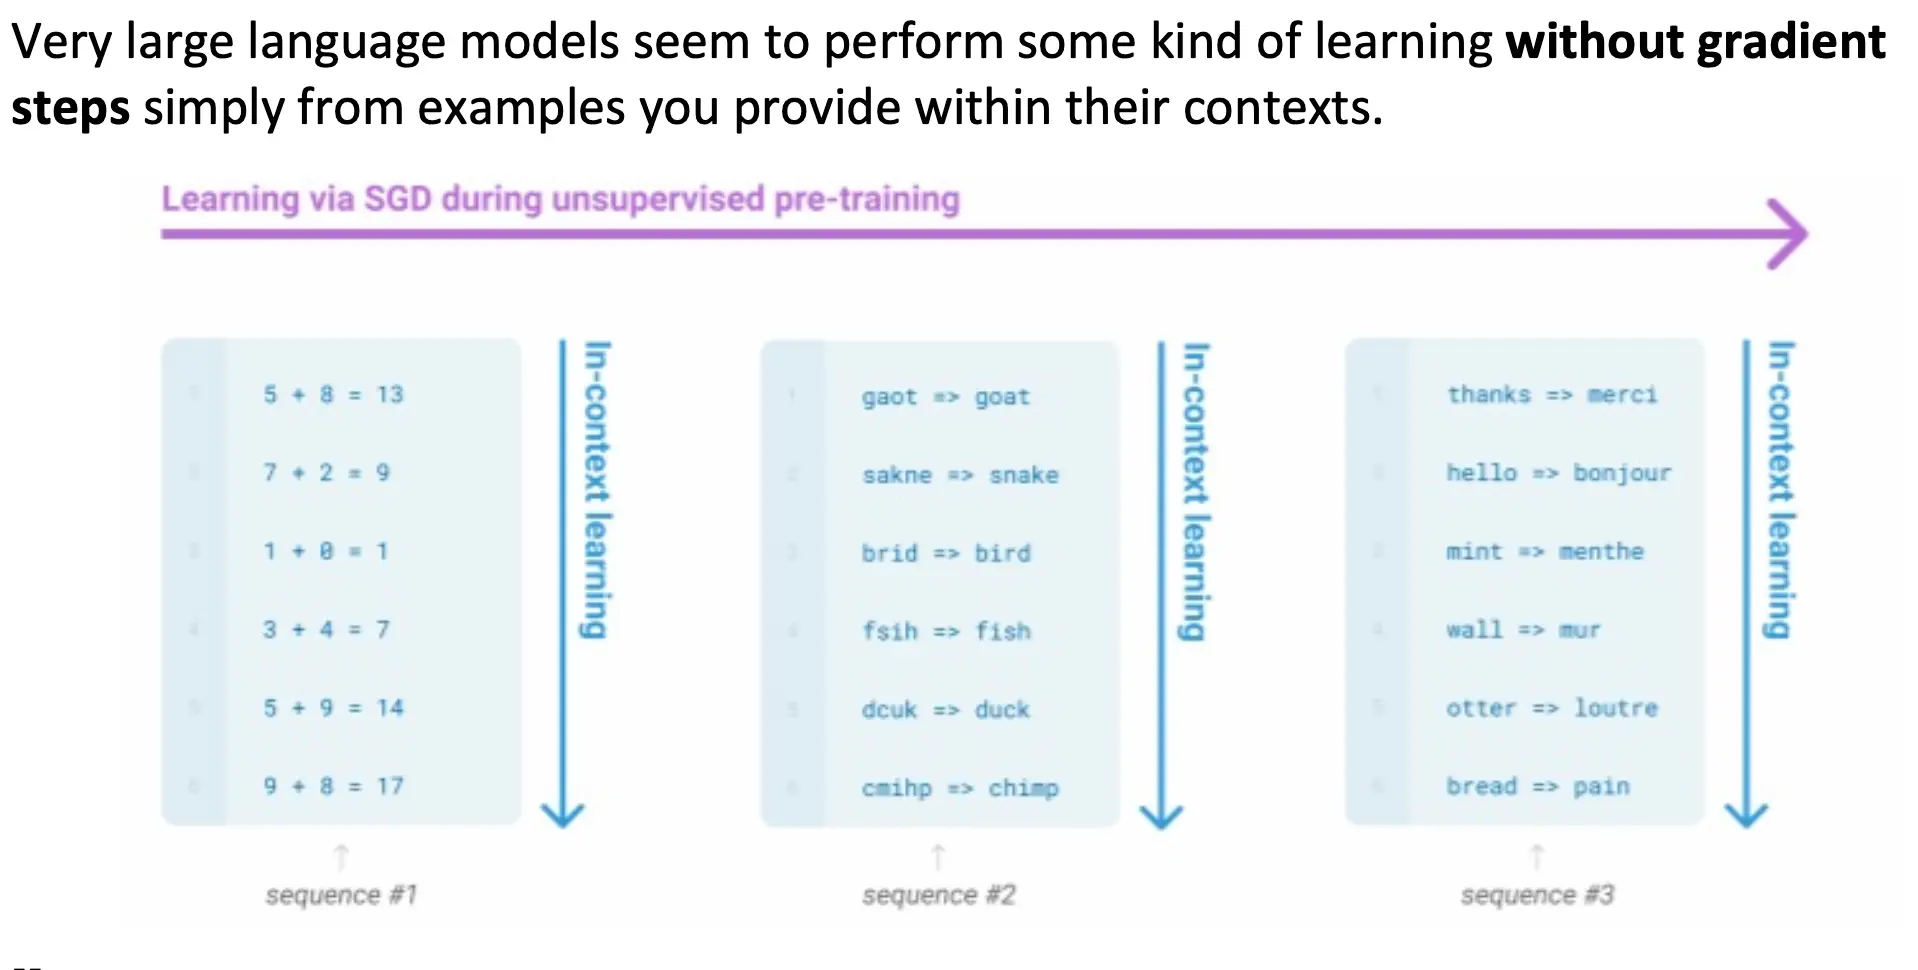 Very large language models seem to perform some kind of learning without gradient
steps simply from examples you provide within their contexts.
Learning via SGD during unsupervised pre-training
5 + 8 = 13
7 + 2 = 9
1 + 0 = 1
3 + 4 = 7
5 + 9 = 14
9 + 8 = 17
In-context learning
sequence #1
gaot => goat
sakne => snake
brid => bird
fsih => fish
dcuk => duck
cmihp => chimp
In-context learning
sequence #2
thanks => merci
hello => bonjour
mint => menthe
wall => mur
otter => loutre
bread => pain
In-context learning
sequence #3